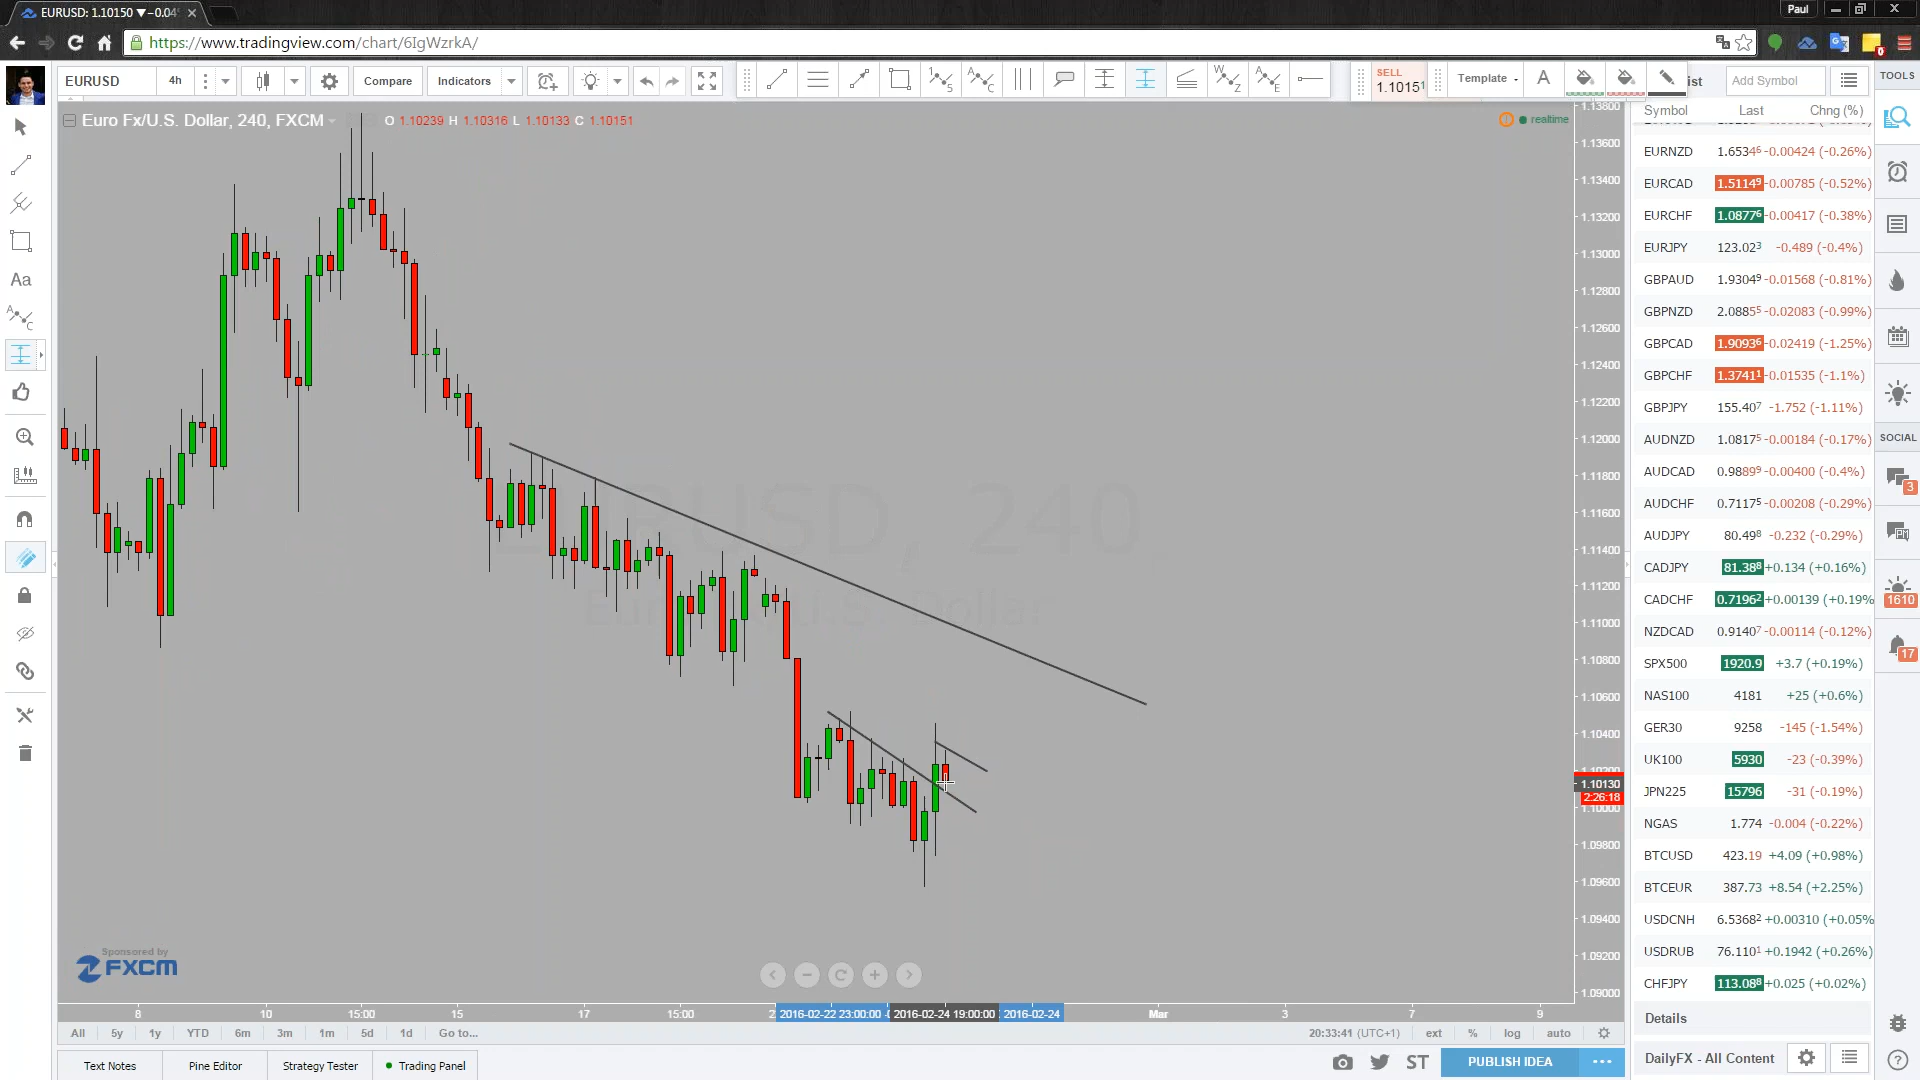 EURUSD: 1.10150 ▼−0.04
Paul
https://www.tradingview.com/chart/6IgWzrkA/
EURUSD 4h Compare Indicators SELL 1.10151 Template A ist Add Symbol TOOLS
Euro Fx/U.S. Dollar, 240, FXCM O 1.10239 H 1.10316 L 1.10133 C 1.10151 realtime
Symbol Last Chng (%)
EURNZD 1.65346 -0.00424 (-0.26%)
EURCAD 1.51149 -0.00785 (-0.52%)
EURCHF 1.08776 -0.00417 (-0.38%)
EURJPY 123.023 -0.489 (-0.4%)
GBPAUD 1.93049 -0.01568 (-0.81%)
GBPNZD 2.08855 -0.02083 (-0.99%)
GBPCAD 1.90936 -0.02419 (-1.25%)
GBPCHF 1.37411 -0.01535 (-1.1%)
GBPJPY 155.407 -1.752 (-1.11%)
AUDNZD 1.08175 -0.00184 (-0.17%)
AUDCAD 0.98899 -0.00400 (-0.4%)
AUDCHF 0.71175 -0.00208 (-0.29%)
AUDJPY 80.498 -0.232 (-0.29%)
CADJPY 81.388 +0.134 (+0.16%)
CADCHF 0.71962 +0.00139 (+0.19%
NZDCAD 0.91407 -0.00114 (-0.12%)
SPX500 1920.9 +3.7 (+0.19%)
NAS100 4181 +25 (+0.6%)
GER30 9258 -145 (-1.54%)
UK100 5930 -23 (-0.39%)
JPN225 15796 -31 (-0.19%)
NGAS 1.774 -0.004 (-0.22%)
BTCUSD 423.19 +4.09 (+0.98%)
BTCEUR 387.73 +8.54 (+2.25%)
USDCNH 6.53682 +0.00310 (+0.05%
USDRUB 76.1101 +0.1942 (+0.26%)
CHFJPY 113.088 +0.025 (+0.02%)
Details
DailyFX - All Content
SOCIAL
3
1610
17
1.13800
1.13600
1.13400
1.13200
1.13000
1.12800
1.12600
1.12400
1.12200
1.12000
1.11800
1.11600
1.11400
1.11200
1.11000
1.10800
1.10600
1.10400
1.10130
2:26:18
1.09800
1.09600
1.09400
1.09200
1.09000
Aa
USD, 240
Sponsored by
FXCM
8 10 15:00 15 17 15:00 2016-02-22 23:00:00 2016-02-24 19:00:00 2016-02-24 Mar 3 7 9
All 5y 1y YTD 6m 3m 1m 5d 1d Go to... 20:33:41 (UTC+1) ext % log auto
Text Notes Pine Editor Strategy Tester Trading Panel ST PUBLISH IDEA